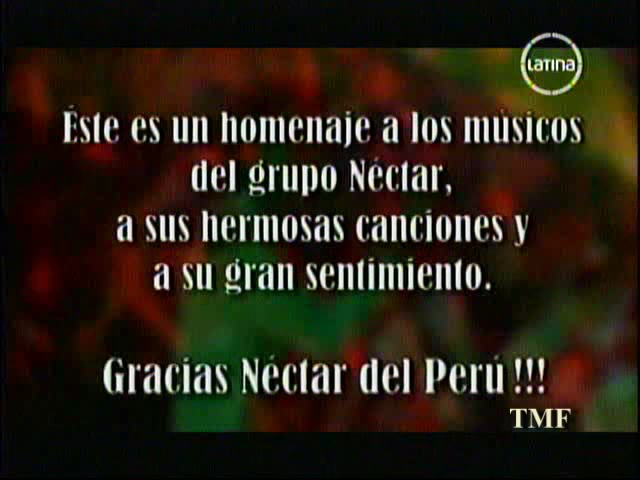 LATINA
Éste es un homenaje a los músicos
del grupo Néctar,
a sus hermosas canciones y
a su gran sentimiento.
Gracias Néctar del Perú!!!
TMF